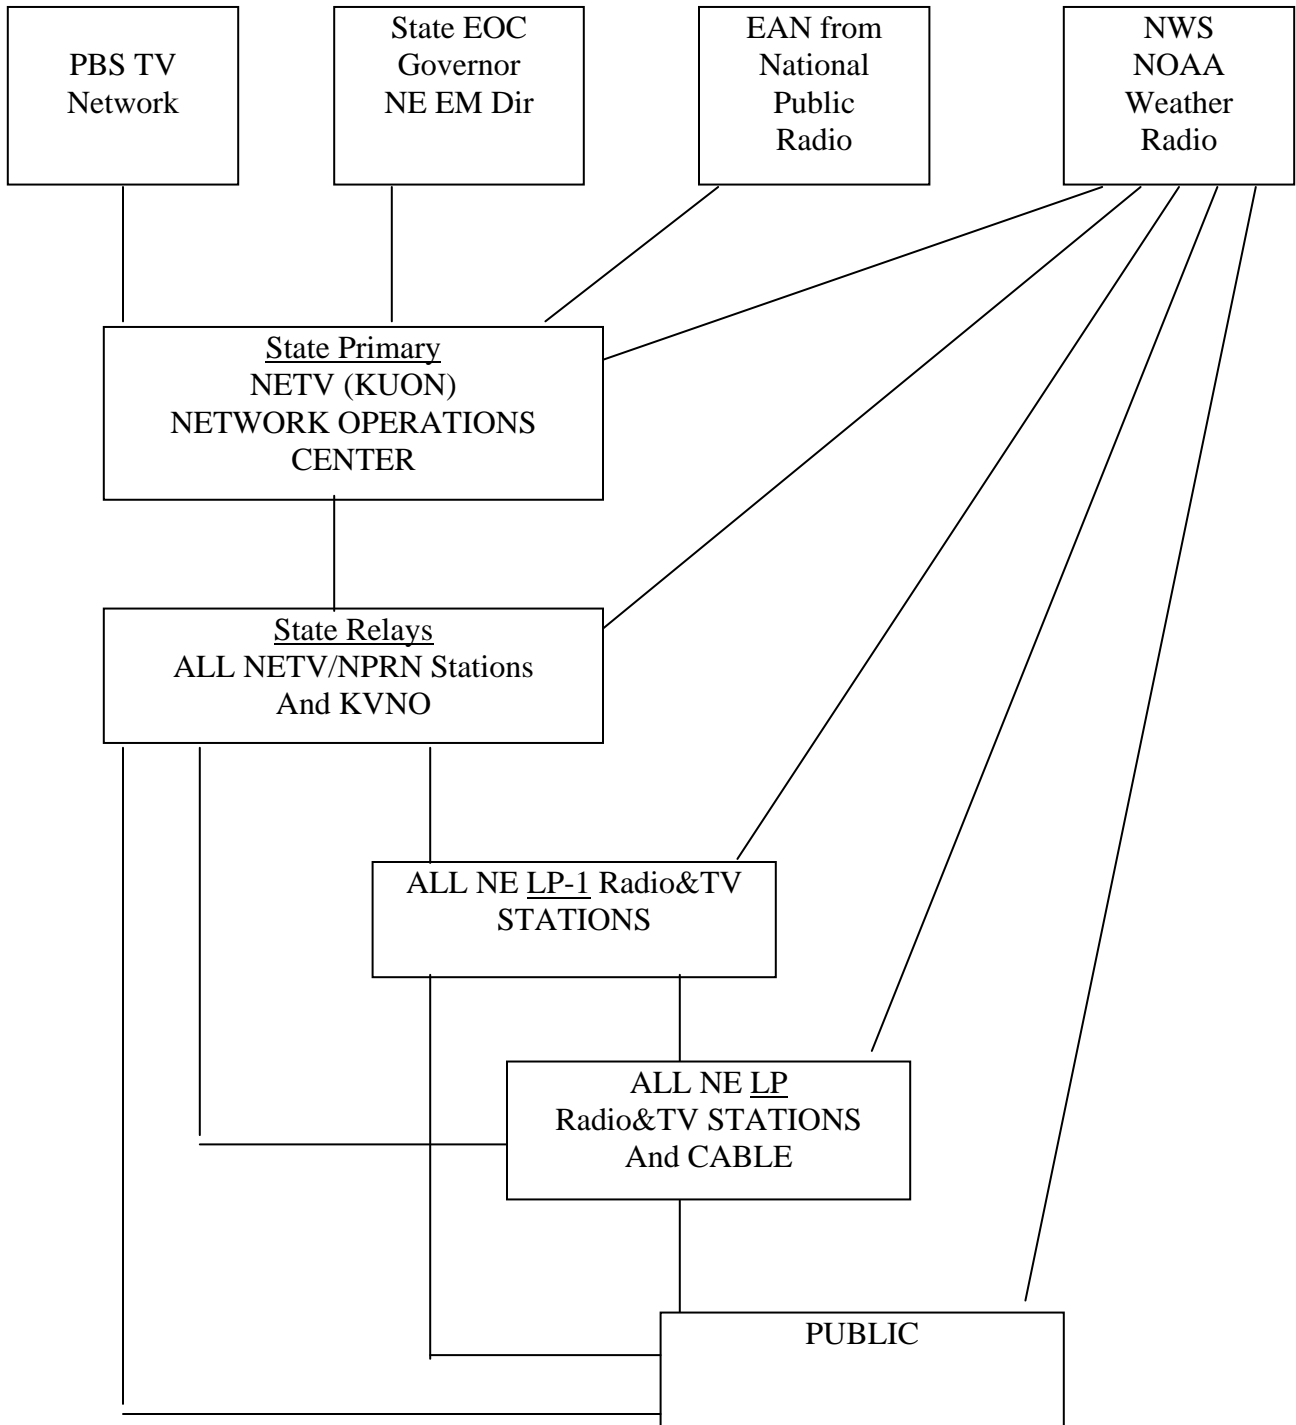 PBS TV
Network
State EOC
Governor
NE EM Dir
EAN from
National
Public
Radio
NWS
NOAA
Weather
Radio
State Primary
NETV (KUON)
NETWORK OPERATIONS
CENTER
State Relays
ALL NETV/NPRN Stations
And KVNO
ALL NE LP-1 Radio&TV
STATIONS
ALL NE LP
Radio&TV STATIONS
And CABLE
PUBLIC